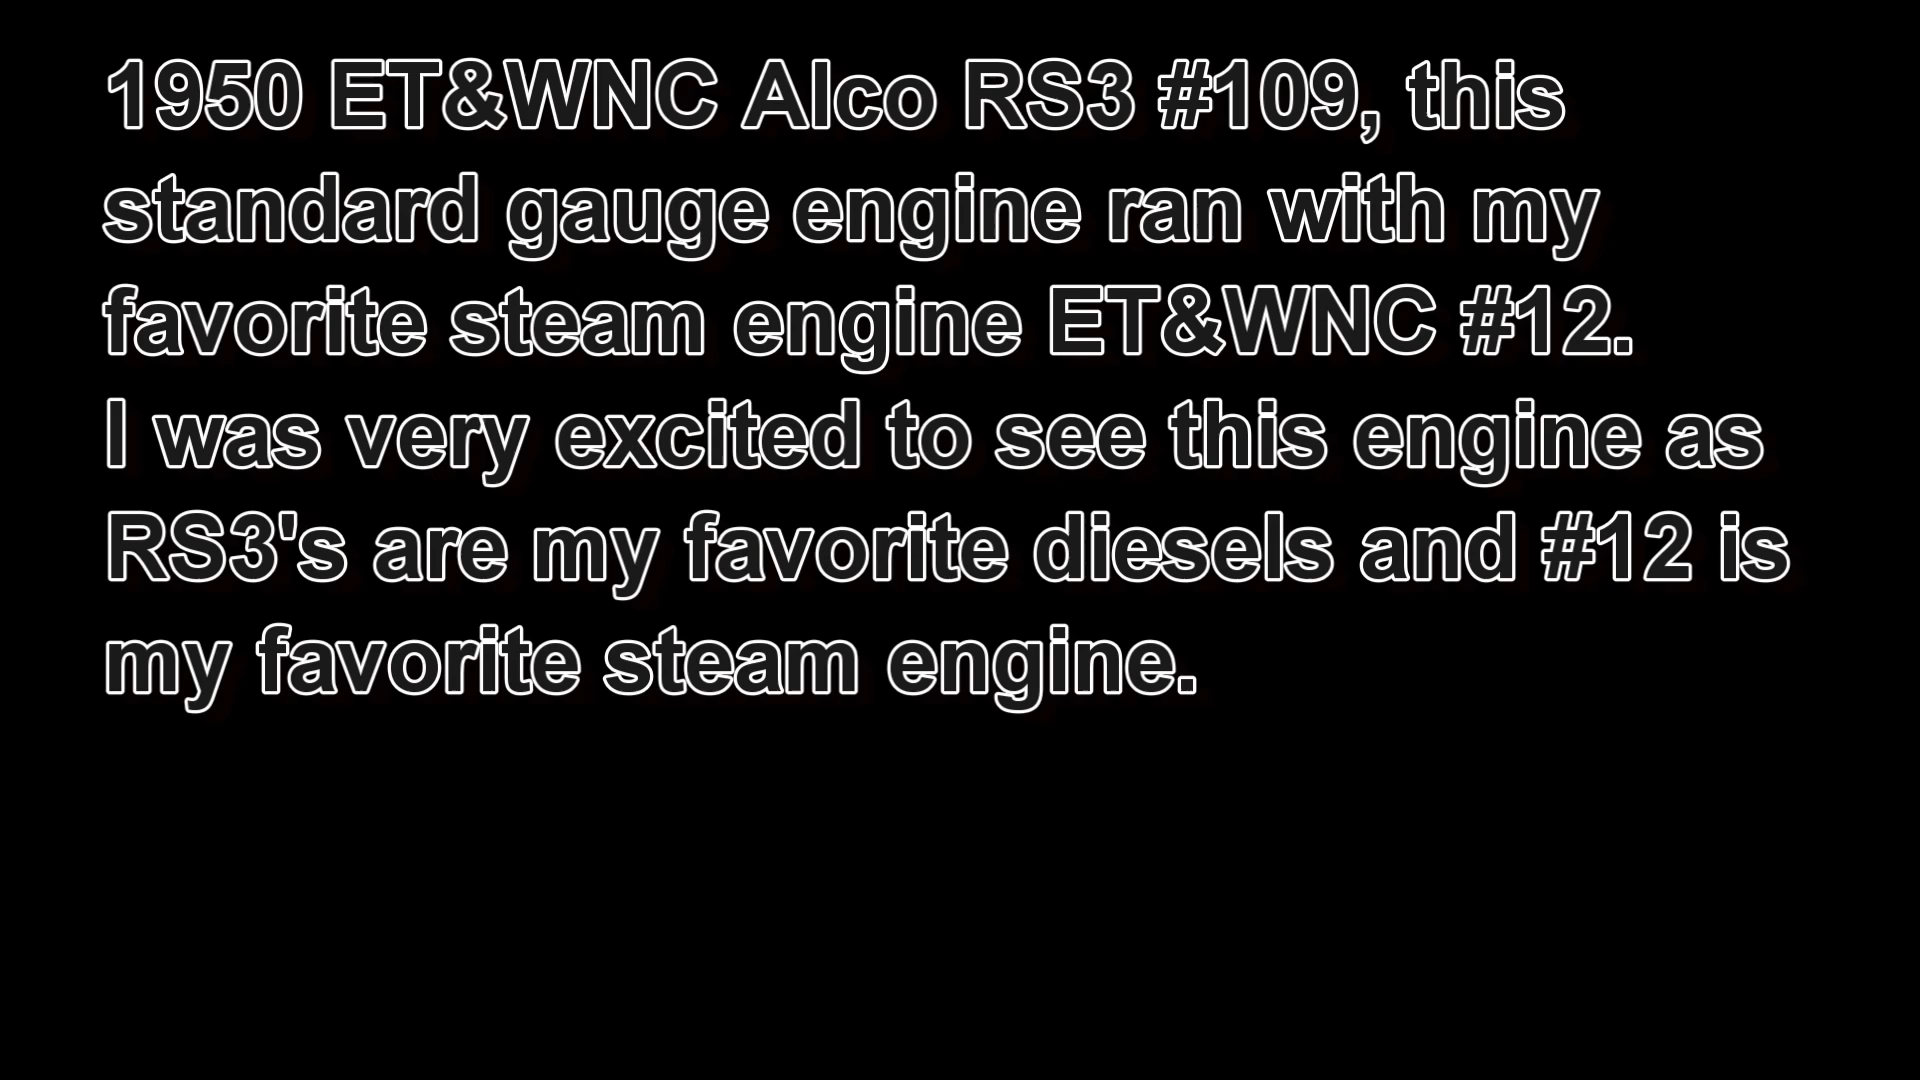 1950 ET&WNC Alco RS3 #109, this
standard gauge engine ran with my
favorite steam engine ET&WNC #12.
I was very excited to see this engine as
RS3's are my favorite diesels and #12 is
my favorite steam engine.